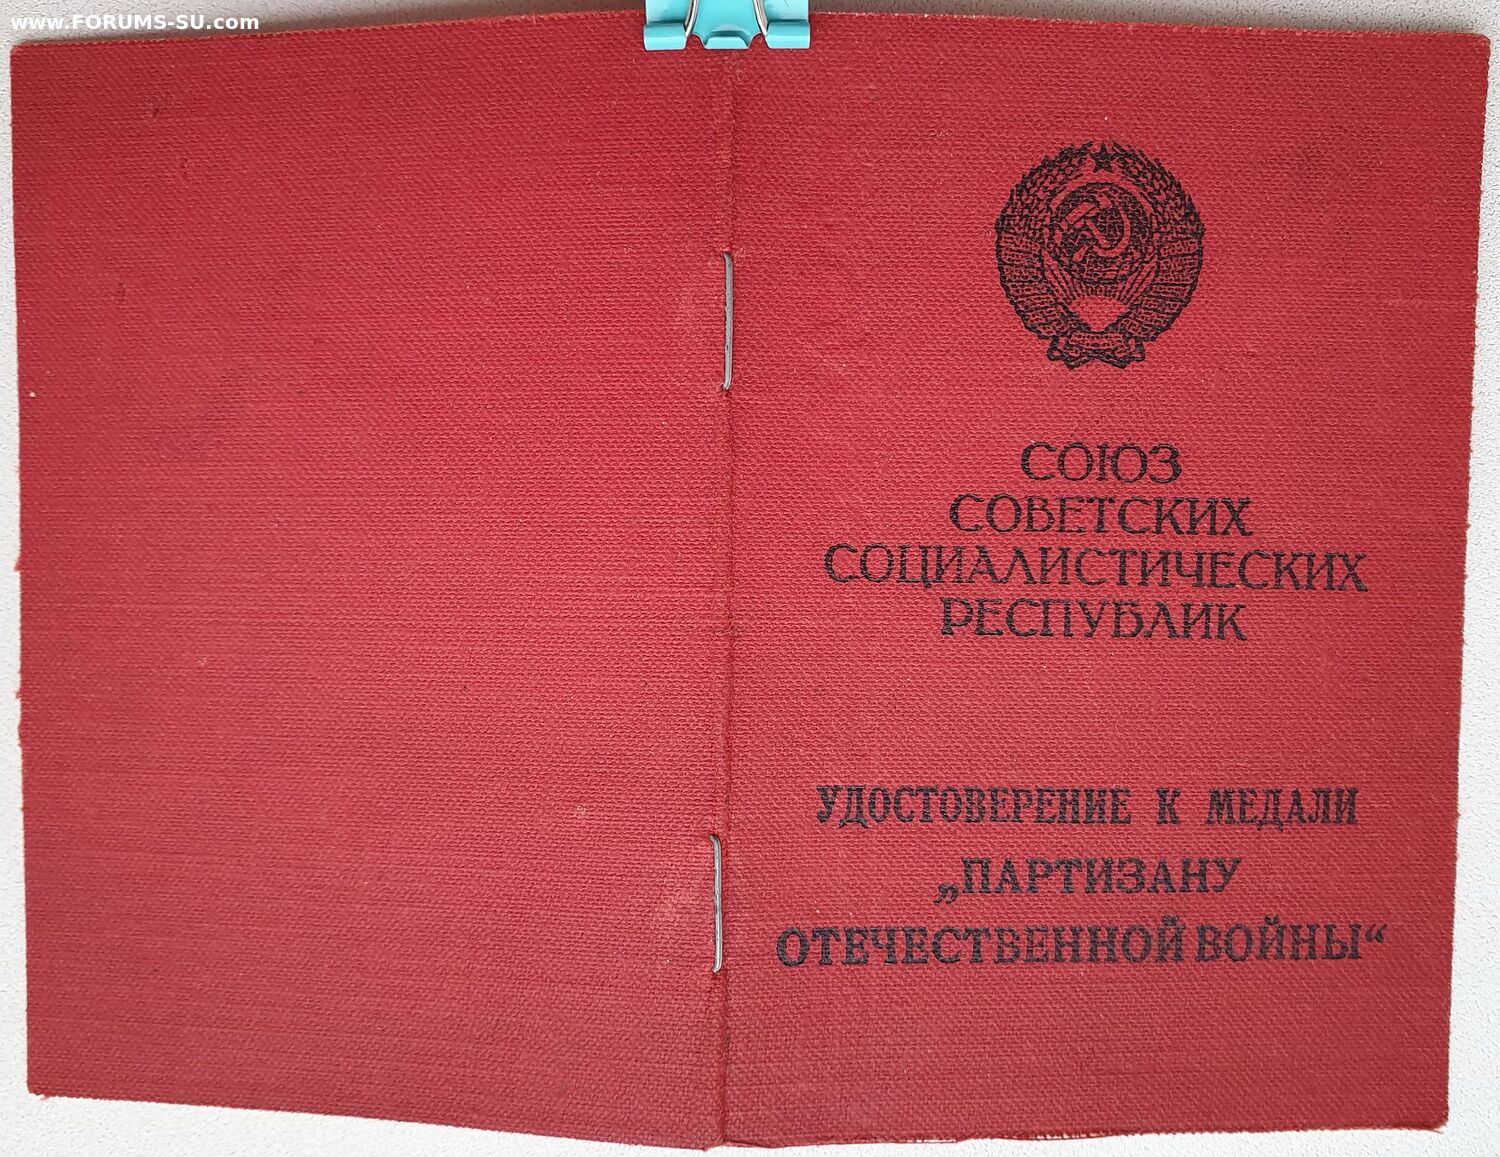 www.FORUMS-SU.com
СОЮЗ
СОВЕТСКИХ
СОЦИАЛИСТИЧЕСКИХ
РЕСПУБЛИК
УДОСТОВЕРЕНИЕ К МЕДАЛИ
„ПАРТИЗАНУ
ОТЕЧЕСТВЕННОЙ ВОЙНЫ“